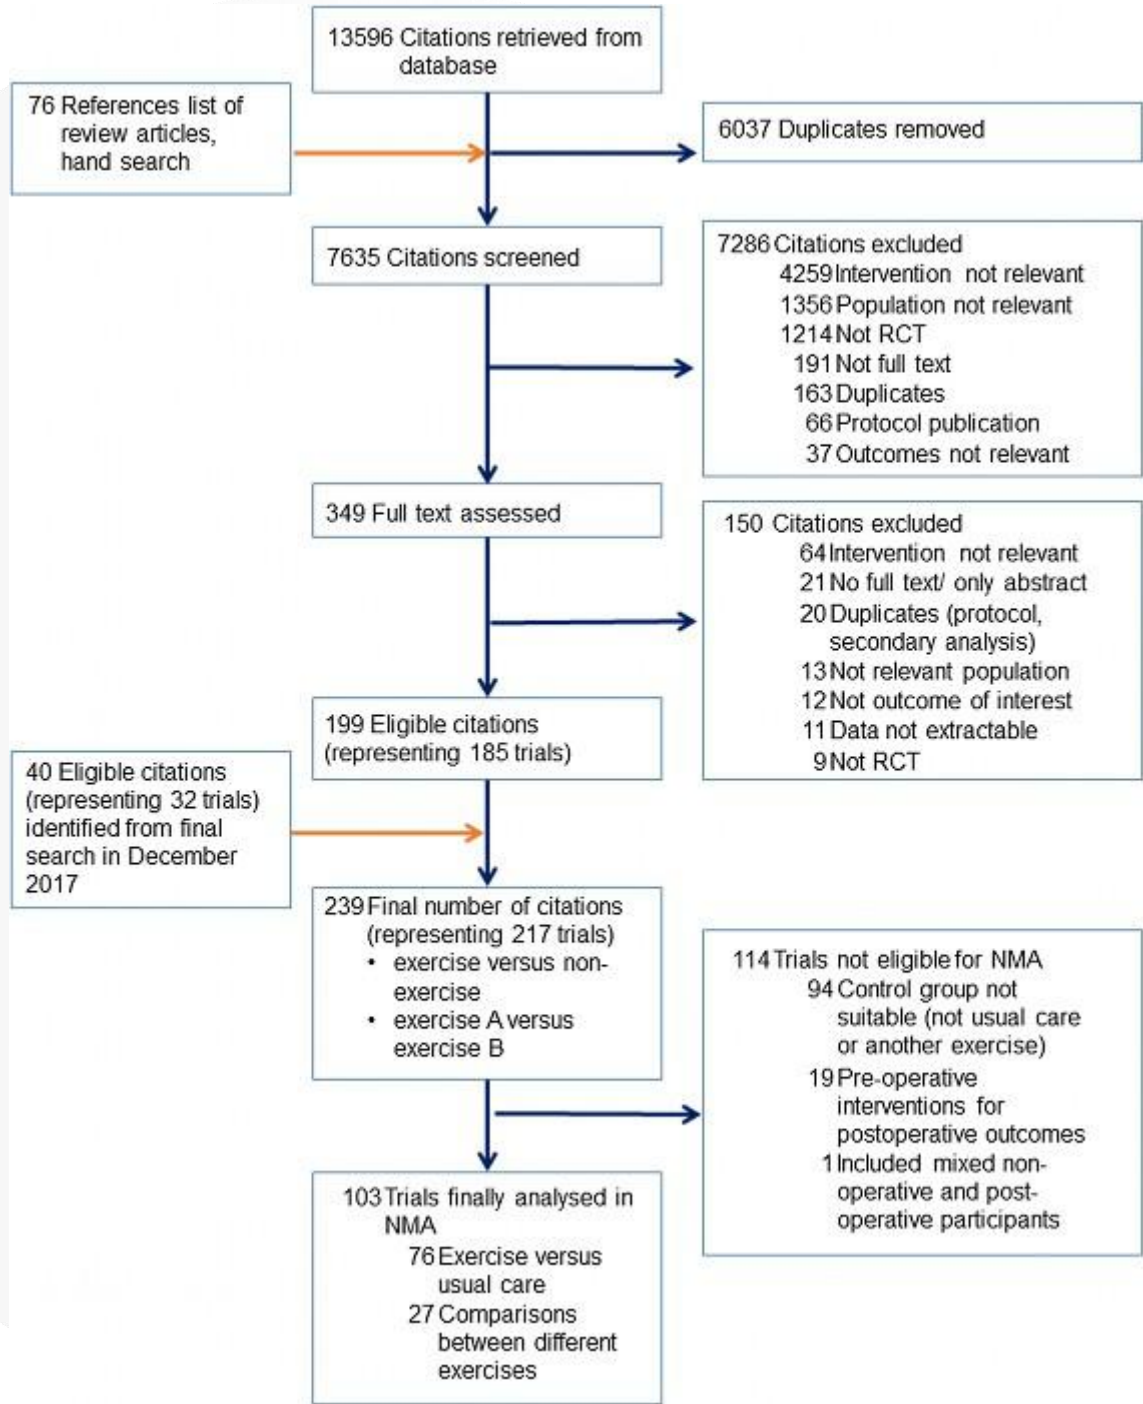 13596 Citations retrieved from
database
76 References list of
review articles,
hand search
6037 Duplicates removed
7635 Citations screened
7286 Citations excluded
4259 Intervention not relevant
1356 Population not relevant
1214 Not RCT
191 Not full text
163 Duplicates
66 Protocol publication
37 Outcomes not relevant
349 Full text assessed
150 Citations excluded
64 Intervention not relevant
21 No full text/ only abstract
20 Duplicates (protocol,
secondary analysis)
13 Not relevant population
12 Not outcome of interest
11 Data not extractable
9 Not RCT
199 Eligible citations
(representing 185 trials)
40 Eligible citations
(representing 32 trials)
identified from final
search in December
2017
239 Final number of citations
(representing 217 trials)
• exercise versus non-
exercise
• exercise A versus
exercise B
114 Trials not eligible for NMA
94 Control group not
suitable (not usual care
or another exercise)
19 Pre-operative
interventions for
postoperative outcomes
1 Included mixed non-
operative and post-
operative participants
103 Trials finally analysed in
NMA
76 Exercise versus
usual care
27 Comparisons
between different
exercises